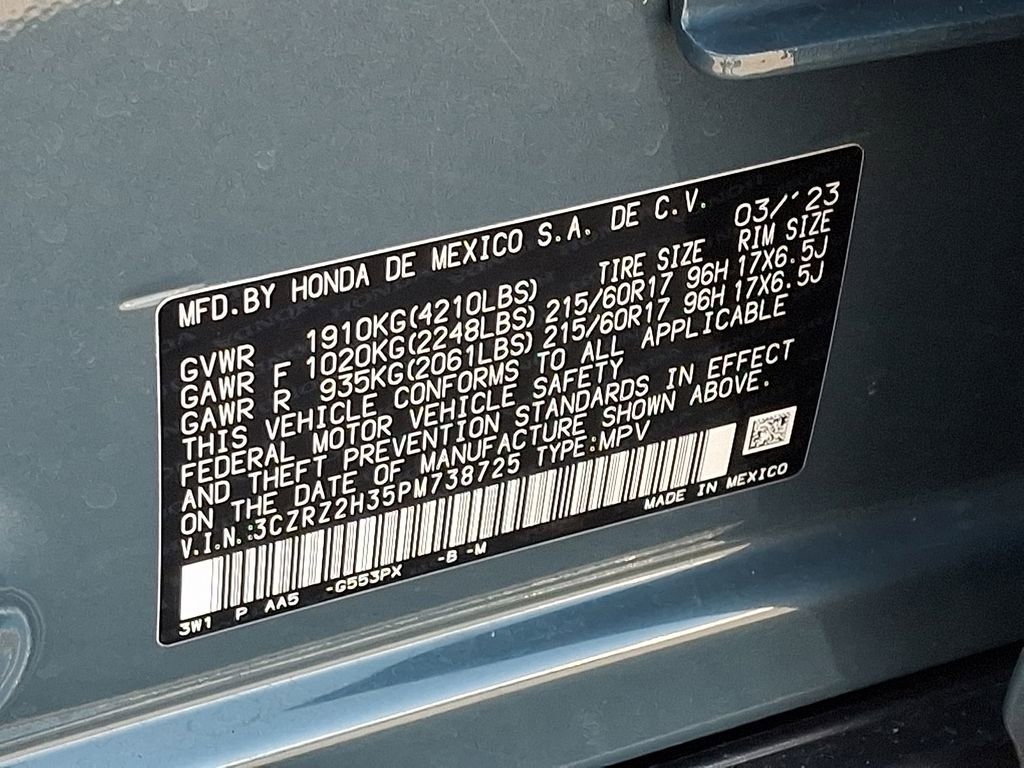 MFD.BY HONDA DE MEXICO S.A. DE C.V. 03/'23
TIRE SIZE RIM SIZE
GVWR 1910KG(4210LBS)
GAWR F 1020KG(2248LBS) 215/60R17 96H 17X6.5J
GAWR R 935KG(2061LBS) 215/60R17 96H 17X6.5J
THIS VEHICLE CONFORMS TO ALL APPLICABLE
FEDERAL MOTOR VEHICLE SAFETY
AND THEFT PREVENTION STANDARDS IN EFFECT
ON THE DATE OF MANUFACTURE SHOWN ABOVE.
V.I.N.:3CZRZ2H35PM738725 TYPE:MPV
MADE IN MEXICO
3W1 P AA5 -G553PX -B -M